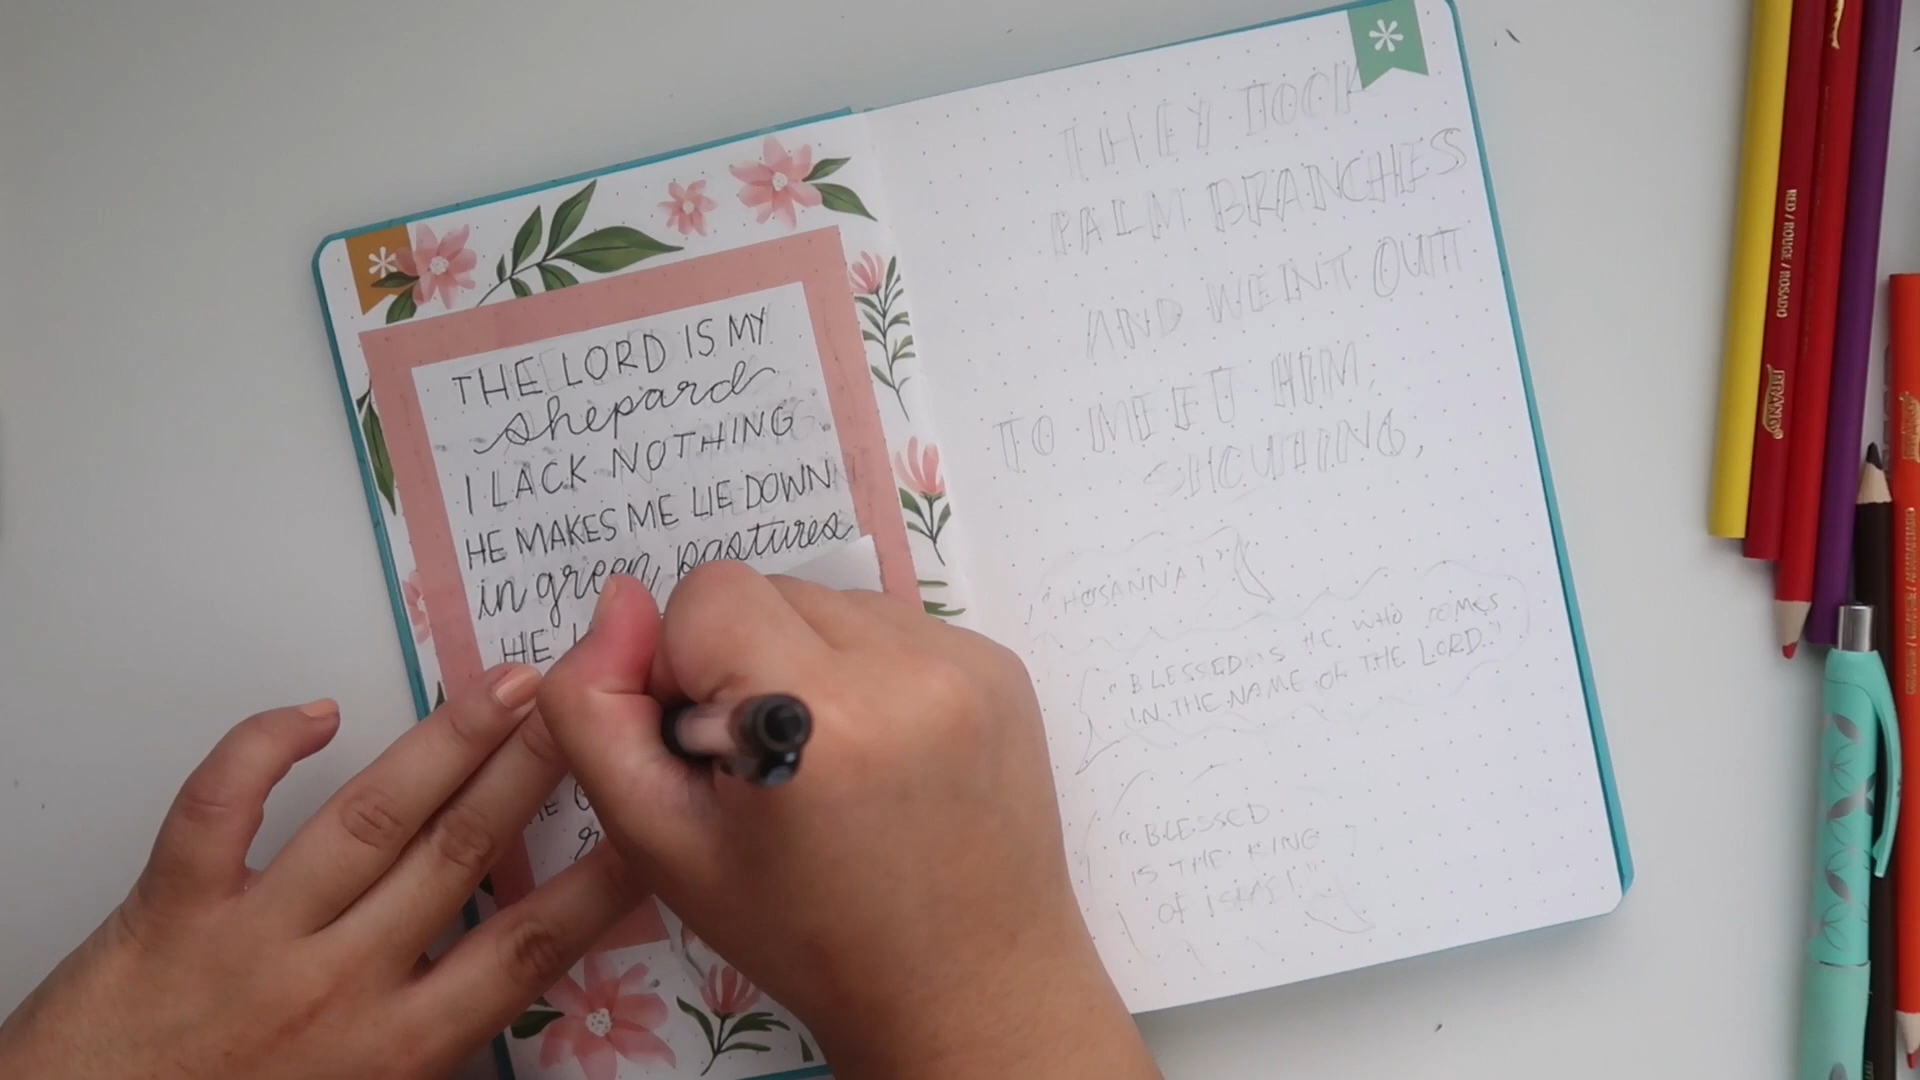 THE LORD IS MY
shepard
I LACK NOTHING
HE MAKES ME LIE DOWN
in green pastures
HE
THEY TOOK
PALM BRANCHES
AND WENT OUT
TO MEET HIM,
SHOUTING,
"HOSANNA!"
"BLESSED IS HE WHO COMES
IN THE NAME OF THE LORD."
"BLESSED
IS THE KING
OF ISRAEL"
RED / ROUGE / ROSADO
PRANG